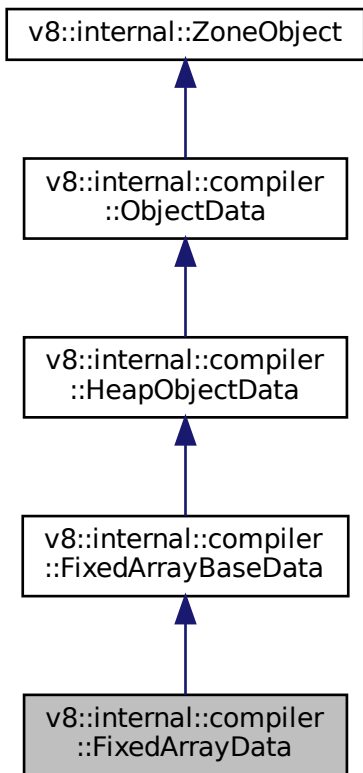 v8::internal::ZoneObject
v8::internal::compiler
::ObjectData
v8::internal::compiler
::HeapObjectData
v8::internal::compiler
::FixedArrayBaseData
v8::internal::compiler
::FixedArrayData